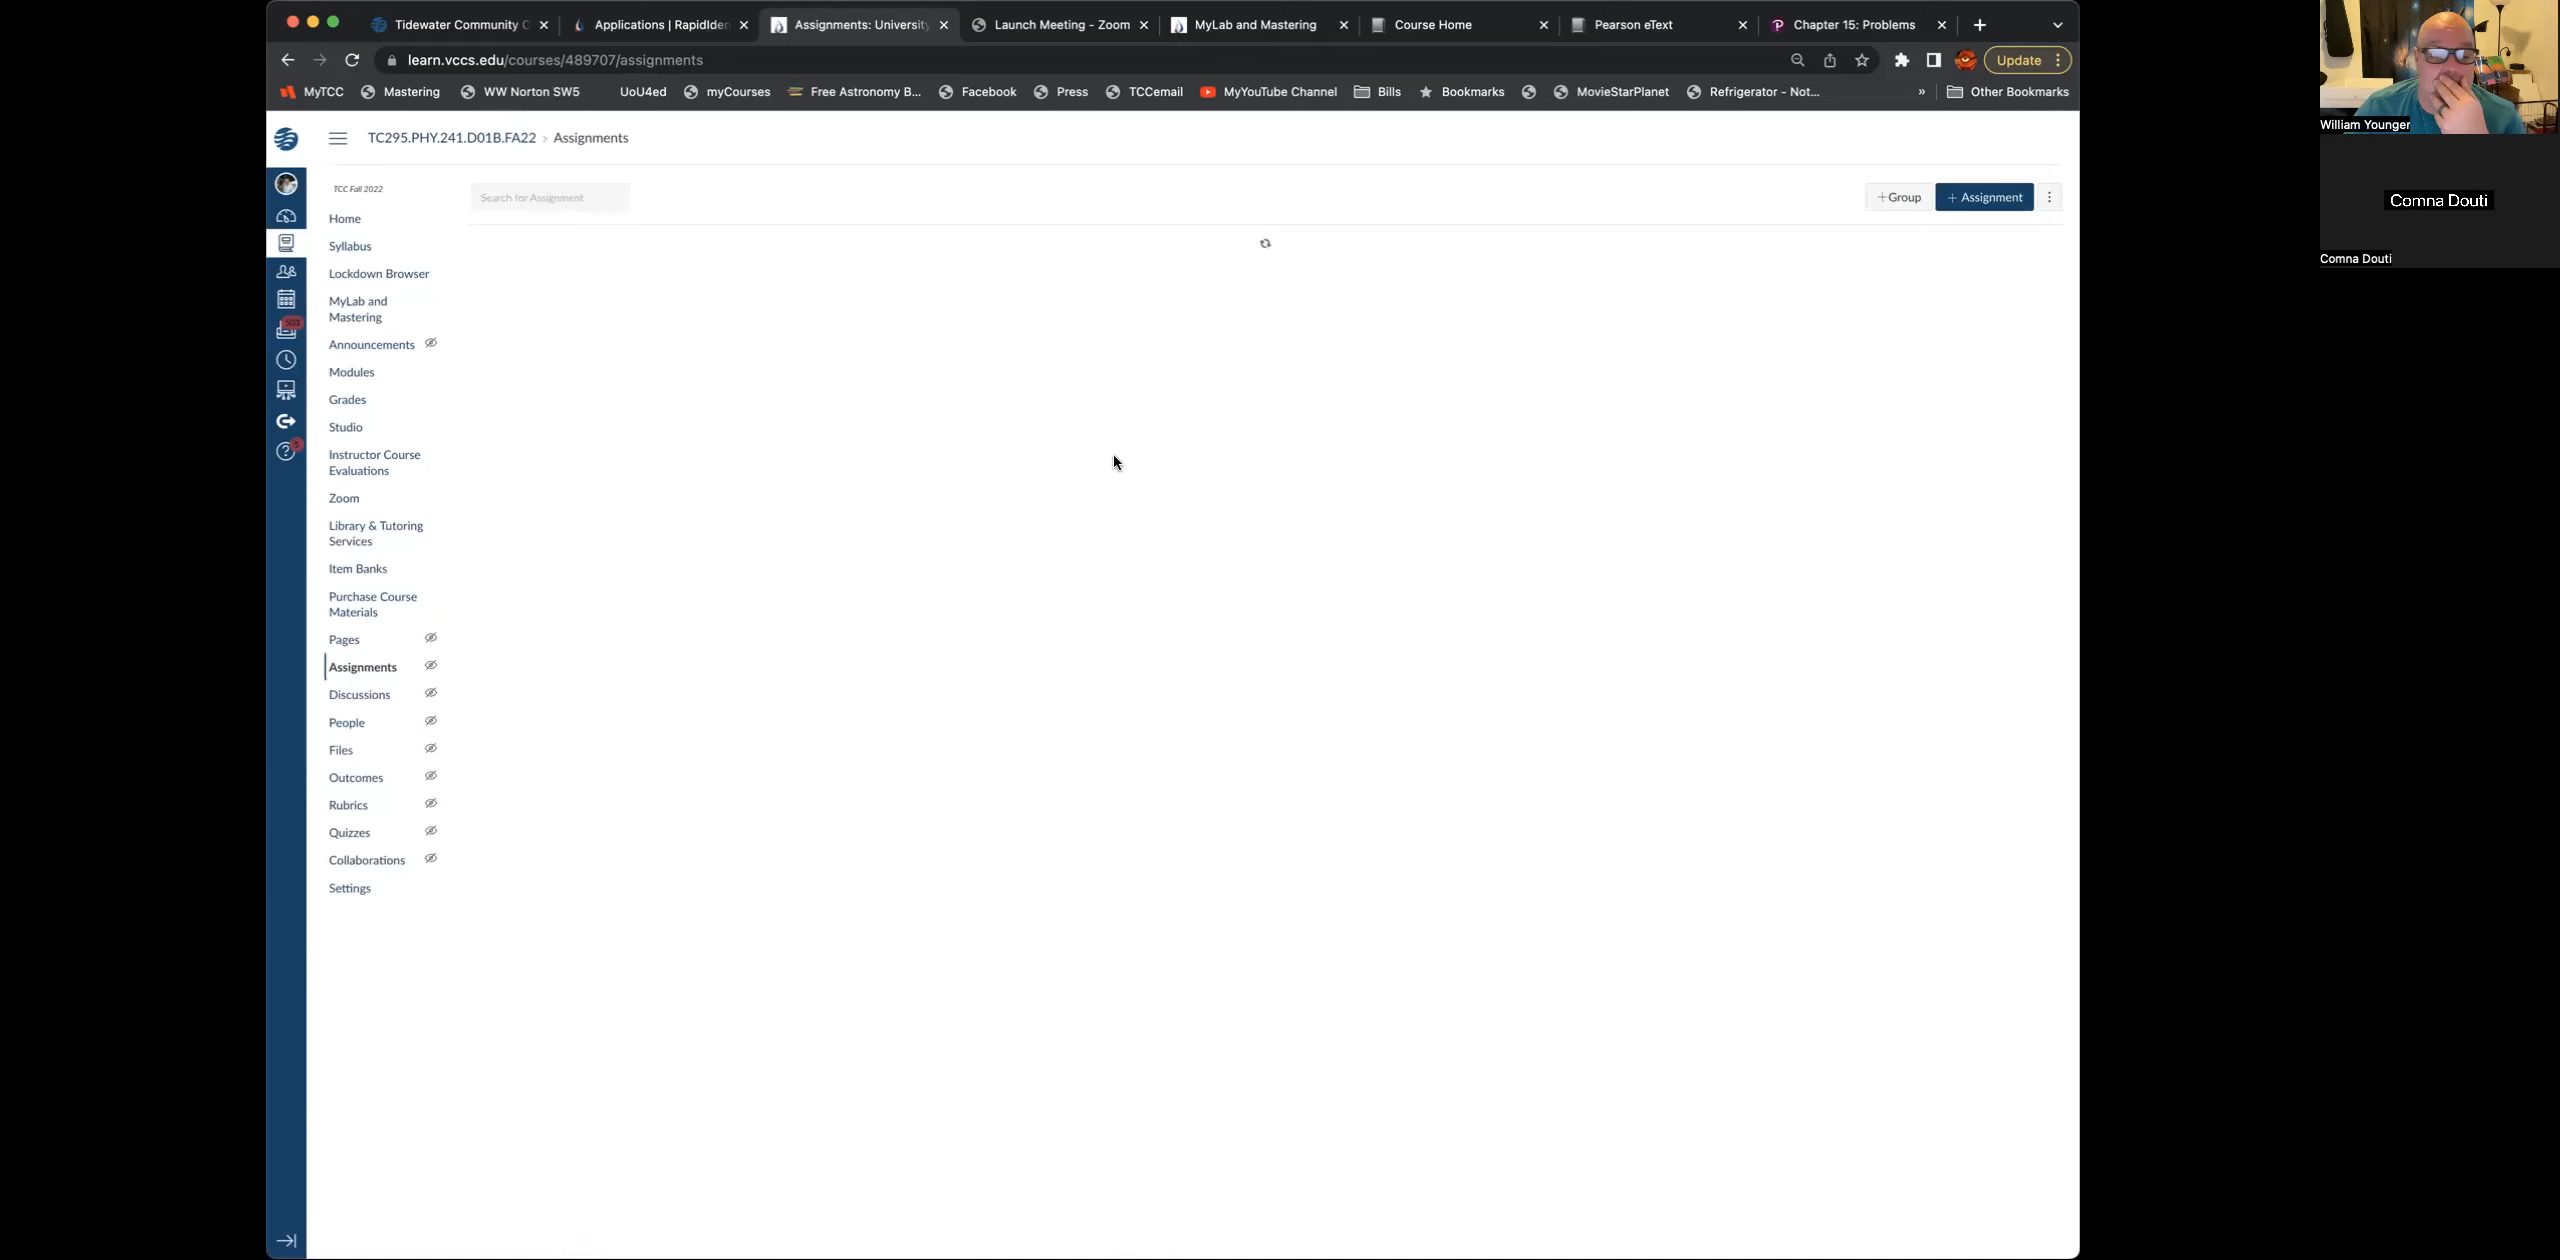 Tidewater Community C
Applications | RapidIden
Assignments: University
Launch Meeting - Zoom
MyLab and Mastering
Course Home
Pearson eText
Chapter 15: Problems
learn.vccs.edu/courses/489707/assignments
Update
MyTCC
Mastering
WW Norton SW5
UoU4ed
myCourses
Free Astronomy B...
Facebook
Press
TCCemail
MyYouTube Channel
Bills
Bookmarks
MovieStarPlanet
Refrigerator - Not...
»
Other Bookmarks
TC295.PHY.241.D01B.FA22 › Assignments
TCC Fall 2022
Search for Assignment
+Group
+ Assignment
Home
Syllabus
Lockdown Browser
MyLab and
Mastering
Announcements
Modules
Grades
Studio
Instructor Course
Evaluations
Zoom
Library & Tutoring
Services
Item Banks
Purchase Course
Materials
Pages
Assignments
Discussions
People
Files
Outcomes
Rubrics
Quizzes
Collaborations
Settings
William Younger
Comna Douti
Comna Douti